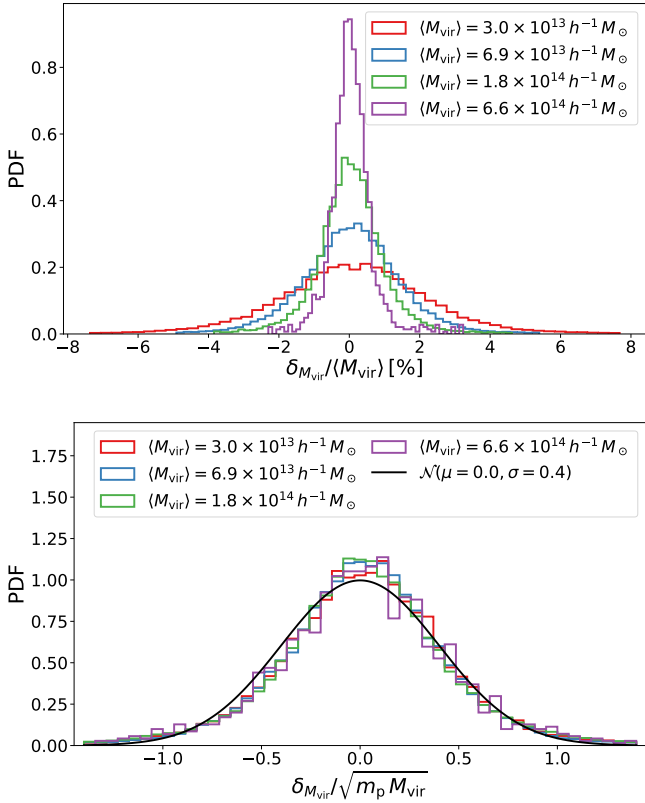 ⟨M_vir⟩ = 3.0 × 10^13 h^−1 M_⊙
⟨M_vir⟩ = 6.9 × 10^13 h^−1 M_⊙
⟨M_vir⟩ = 1.8 × 10^14 h^−1 M_⊙
⟨M_vir⟩ = 6.6 × 10^14 h^−1 M_⊙
0.8
0.6
0.4
0.2
0.0
PDF
−8 −6 −4 −2 0 2 4 6 8
δ_M_vir/⟨M_vir⟩ [%]
⟨M_vir⟩ = 3.0 × 10^13 h^−1 M_⊙ ⟨M_vir⟩ = 6.6 × 10^14 h^−1 M_⊙
⟨M_vir⟩ = 6.9 × 10^13 h^−1 M_⊙ 𝒩(μ = 0.0, σ = 0.4)
⟨M_vir⟩ = 1.8 × 10^14 h^−1 M_⊙
1.75
1.50
1.25
1.00
0.75
0.50
0.25
0.00
PDF
−1.0 −0.5 0.0 0.5 1.0
δ_M_vir/√(m_p M_vir)